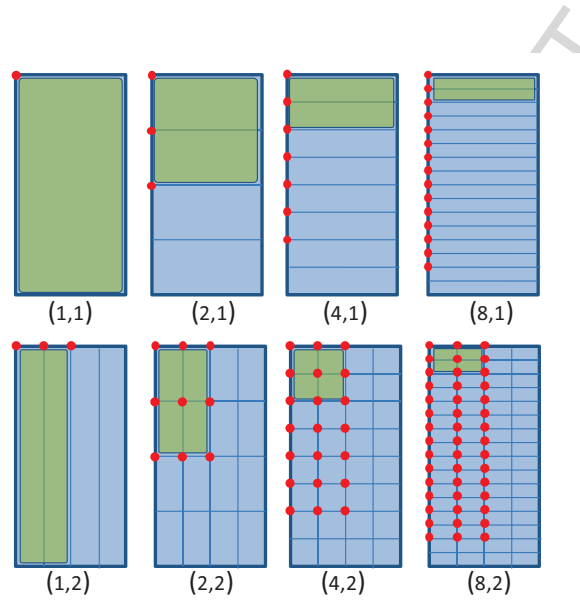 T
(1,1) (2,1) (4,1) (8,1)
(1,2) (2,2) (4,2) (8,2)